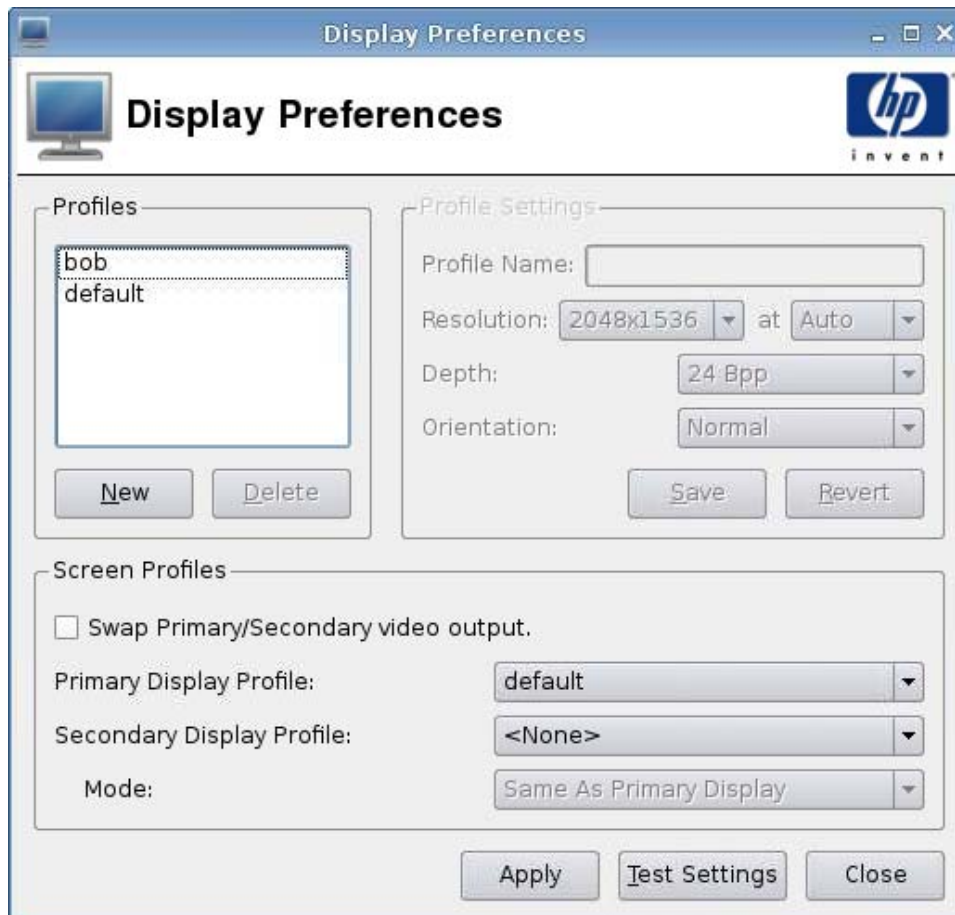 Display Preferences
Display Preferences
hp
invent
Profiles
bob
default
New Delete
Profile Settings
Profile Name:
Resolution: 2048x1536 at Auto
Depth: 24 Bpp
Orientation: Normal
Save Revert
Screen Profiles
Swap Primary/Secondary video output.
Primary Display Profile: default
Secondary Display Profile: <None>
Mode: Same As Primary Display
Apply Test Settings Close